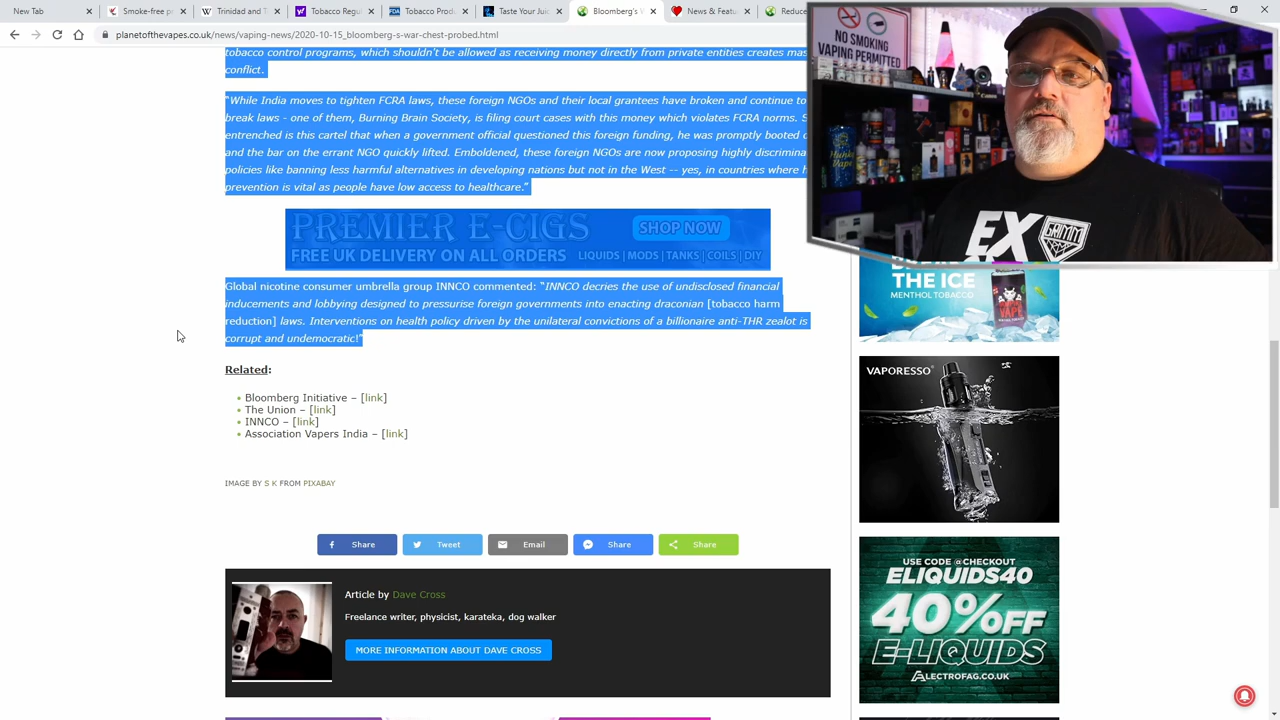 New Tab
Smoke-free p
Trinidad and T
Yahoo
Tobacco Prod
Taste Your Juic
Bloomberg's W
News & Featu
Reduce
planetofthevapes.co.uk/news/vaping-news/2020-10-15_bloomberg-s-war-chest-probed.html
tobacco control programs, which shouldn't be allowed as receiving money directly from private entities creates mas
conflict.
"While India moves to tighten FCRA laws, these foreign NGOs and their local grantees have broken and continue to
break laws - one of them, Burning Brain Society, is filing court cases with this money which violates FCRA norms. S
entrenched is this cartel that when a government official questioned this foreign funding, he was promptly booted o
and the bar on the errant NGO quickly lifted. Emboldened, these foreign NGOs are now proposing highly discrimina
policies like banning less harmful alternatives in developing nations but not in the West -- yes, in countries where h
prevention is vital as people have low access to healthcare."
PREMIER E-CIGS
SHOP NOW
FREE UK DELIVERY ON ALL ORDERS LIQUIDS | MODS | TANKS | COILS | DIY
Global nicotine consumer umbrella group INNCO commented: "INNCO decries the use of undisclosed financial
inducements and lobbying designed to pressurise foreign governments into enacting draconian [tobacco harm
reduction] laws. Interventions on health policy driven by the unilateral convictions of a billionaire anti-THR zealot is
corrupt and undemocratic!"
Related:
• Bloomberg Initiative – [link]
• The Union – [link]
• INNCO – [link]
• Association Vapers India – [link]
IMAGE BY S K FROM PIXABAY
Share
Tweet
Email
Share
Share
Article by Dave Cross
Freelance writer, physicist, karateka, dog walker
MORE INFORMATION ABOUT DAVE CROSS
NO SMOKING
VAPING PERMITTED
EX
GRIMM
THE ICE
MENTHOL TOBACCO
VAPORESSO
USE CODE @CHECKOUT
ELIQUIDS40
40% OFF
E-LIQUIDS
ELECTROFAG.CO.UK